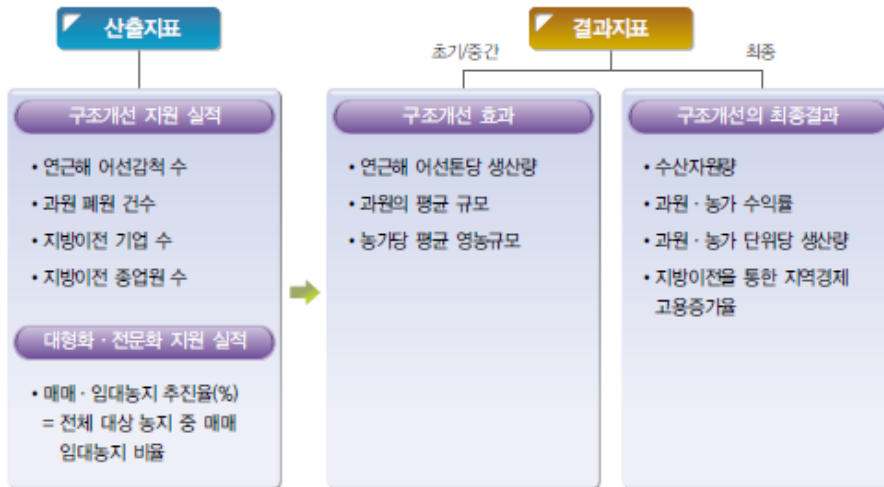 산출지표
결과지표
초기/중간
최종
구조개선 지원 실적
• 연근해 어선감척 수
• 과원 폐원 건수
• 지방이전 기업 수
• 지방이전 종업원 수
대형화 · 전문화 지원 실적
• 매매 · 임대농지 추진율(%)
= 전체 대상 농지 중 매매
임대농지 비율
구조개선 효과
• 연근해 어선톤당 생산량
• 과원의 평균 규모
• 농가당 평균 영농규모
구조개선의 최종결과
• 수산자원량
• 과원 · 농가 수익률
• 과원 · 농가 단위당 생산량
• 지방이전을 통한 지역경제
고용증가율